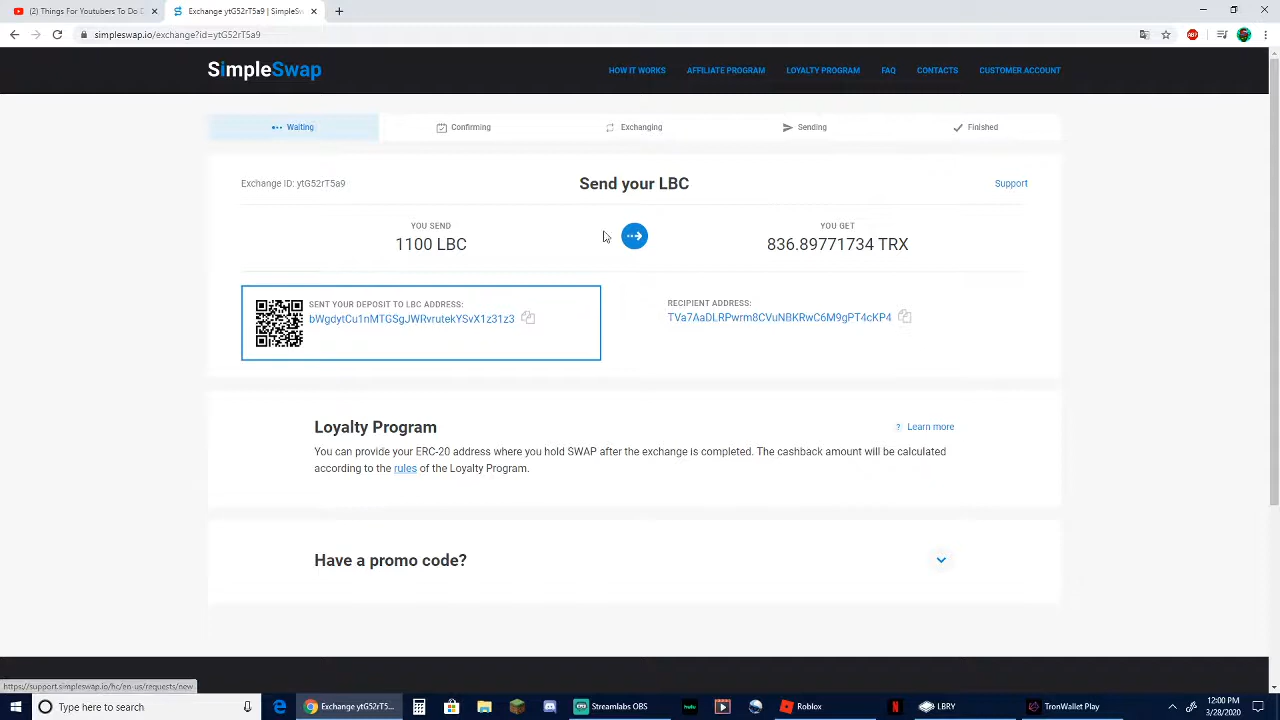 (2) Things For Youtubers To Do D
Exchange ytG52rT5a9 | SimpleSw
simpleswap.io/exchange?id=ytG52rT5a9
SimpleSwap
HOW IT WORKS
AFFILIATE PROGRAM
LOYALTY PROGRAM
FAQ
CONTACTS
CUSTOMER ACCOUNT
Waiting
Confirming
Exchanging
Sending
Finished
Exchange ID: ytG52rT5a9
Send your LBC
Support
YOU SEND
1100 LBC
YOU GET
836.89771734 TRX
SENT YOUR DEPOSIT TO LBC ADDRESS:
bWgdytCu1nMTGSgJWRvrutekYSvX1z31z3
RECIPIENT ADDRESS:
TVa7AaDLRPwrm8CVuNBKRwC6M9gPT4cKP4
Loyalty Program
? Learn more
You can provide your ERC-20 address where you hold SWAP after the exchange is completed. The cashback amount will be calculated
according to the rules of the Loyalty Program.
Have a promo code?
https://support.simpleswap.io/hc/en-us/requests/new
Type here to search
Exchange ytG52rT5...
Streamlabs OBS
hulu
Roblox
N
LBRY
TronWallet Play
12:00 PM
3/28/2020